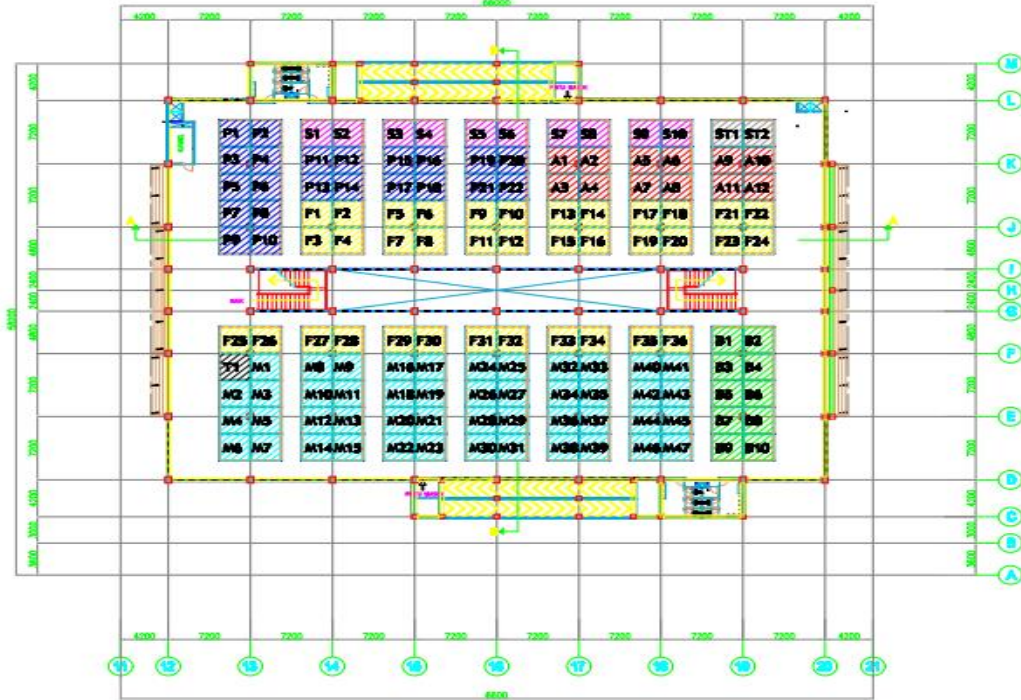 66000
4200 7200 7200 7200 7200 7200 7200 7200 7200 4200
M
L
P1 P2 S1 S2 S3 S4 S5 S6 S7 S8 S9 S10 ST1 ST2
P3 P4 P11 P12 P15 P16 P19 P20 A1 A2 A5 A6 A9 A10
K
P5 P6 P13 P14 P17 P18 P21 P22 A3 A4 A7 A8 A11 A12
P7 P8 F1 F2 F5 F6 F9 F10 F13 F14 F17 F18 F21 F22
J
P9 P10 F3 F4 F7 F8 F11 F12 F15 F16 F19 F20 F23 F24
I
H
G
F25 F26 F27 F28 F29 F30 F31 F32 F33 F34 F35 F36 B1 B2
F
T1 M1 M8 M9 M16 M17 M24 M25 M32 M33 M40 M41 B3 B4
M2 M3 M10 M11 M18 M19 M26 M27 M34 M35 M42 M43 B5 B6
E
M4 M5 M12 M13 M20 M21 M28 M29 M36 M37 M44 M45 B7 B8
M6 M7 M14 M15 M22 M23 M30 M31 M38 M39 M46 M47 B9 B10
D
C
B
A
4200 7200 7200 7200 7200 7200 7200 7200 7200 4200
11 12 13 14 15 16 17 18 19 20 21